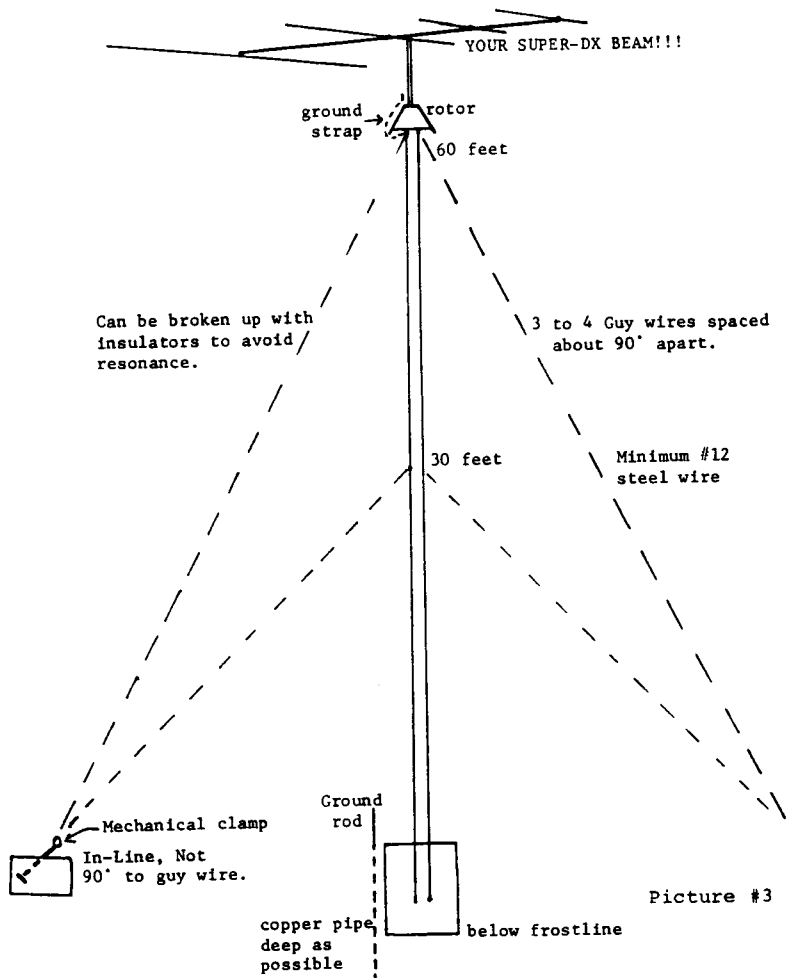 YOUR SUPER-DX BEAM!!!
ground
strap
rotor
60 feet
Can be broken up with
insulators to avoid
resonance.
3 to 4 Guy wires spaced
about 90° apart.
30 feet
Minimum #12
steel wire
Ground
rod
Mechanical clamp
In-Line, Not
90° to guy wire.
Picture #3
copper pipe
deep as
possible
below frostline